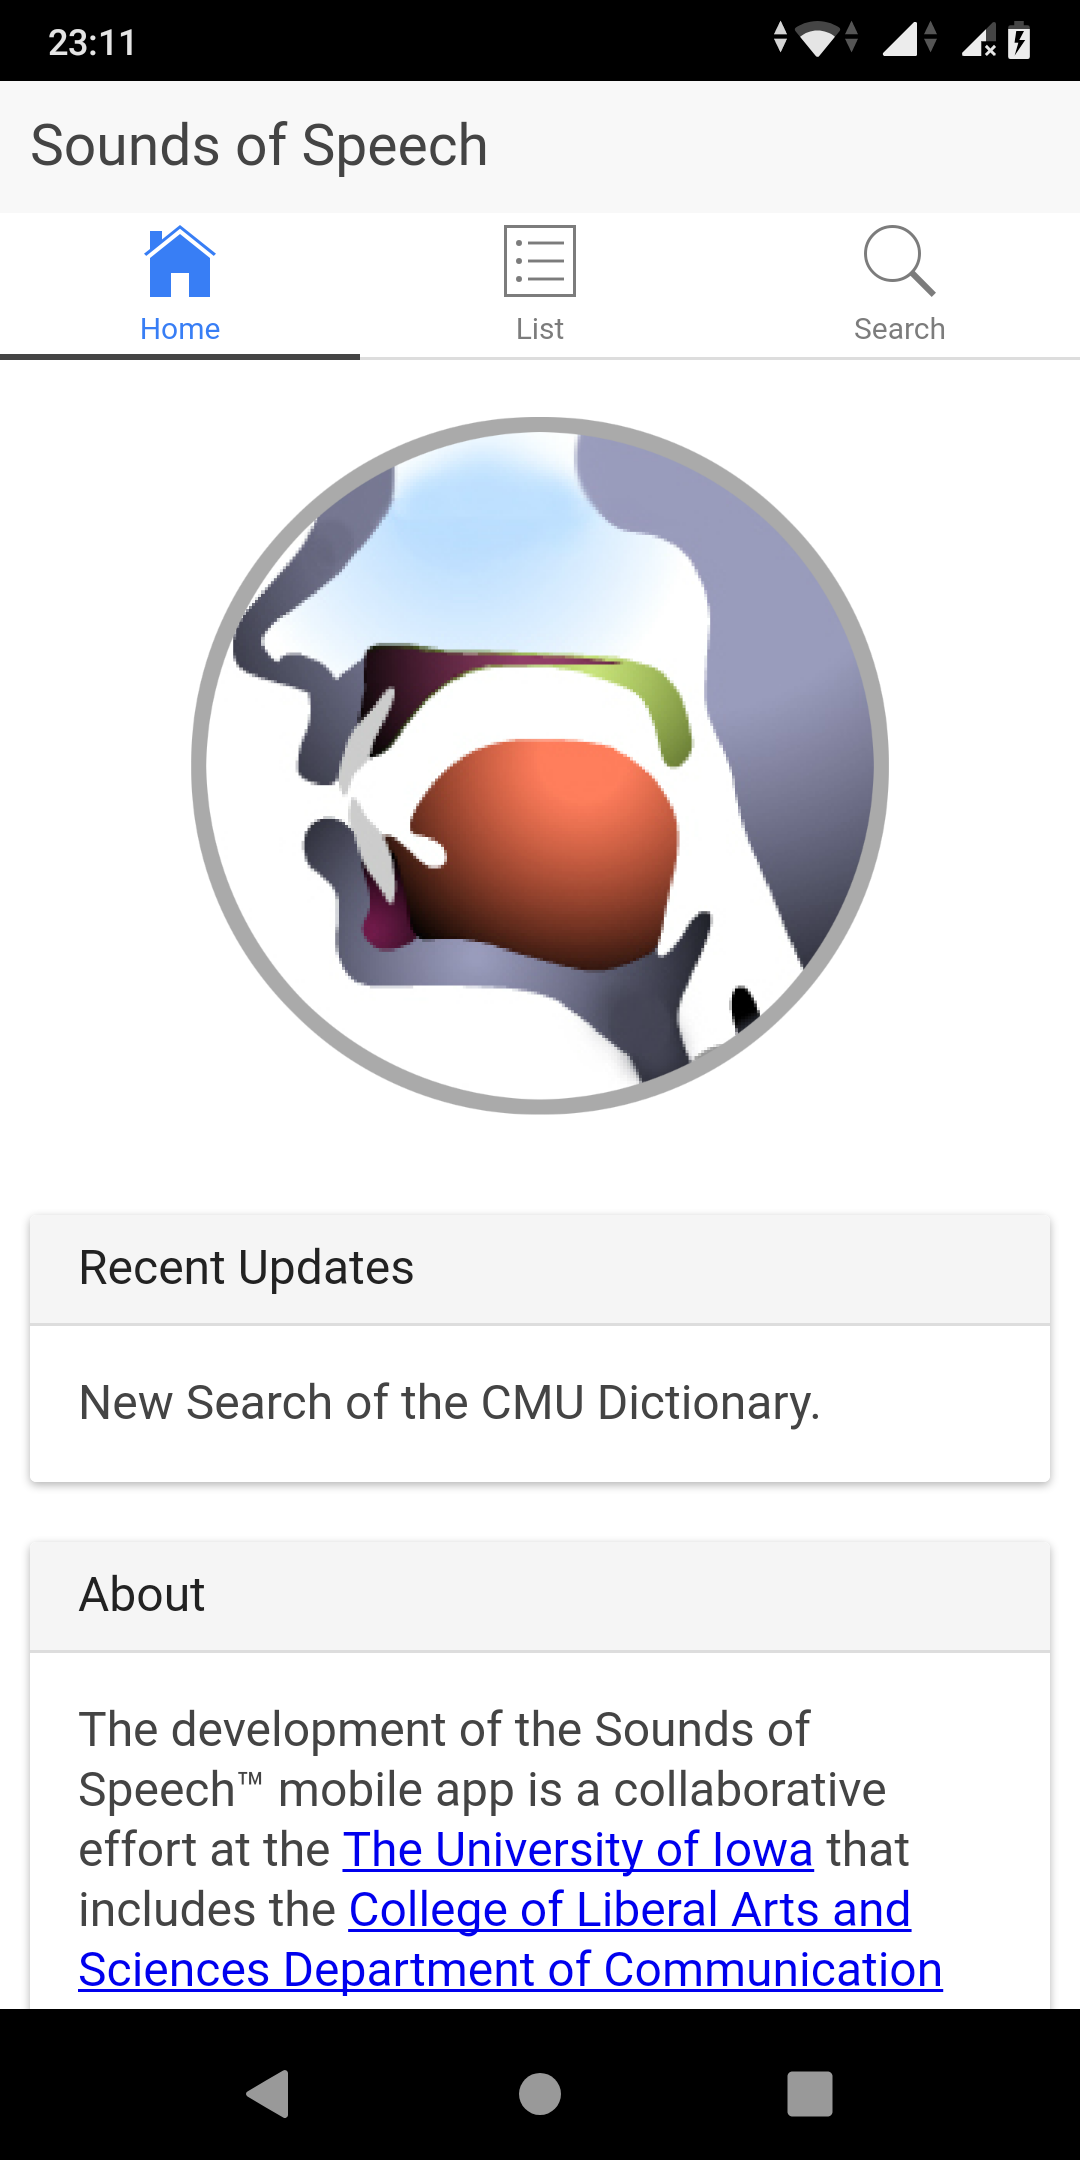 23:11
Sounds of Speech
Home
List
Search
Recent Updates
New Search of the CMU Dictionary.
About
The development of the Sounds of
Speech™ mobile app is a collaborative
effort at the The University of Iowa that
includes the College of Liberal Arts and
Sciences Department of Communication